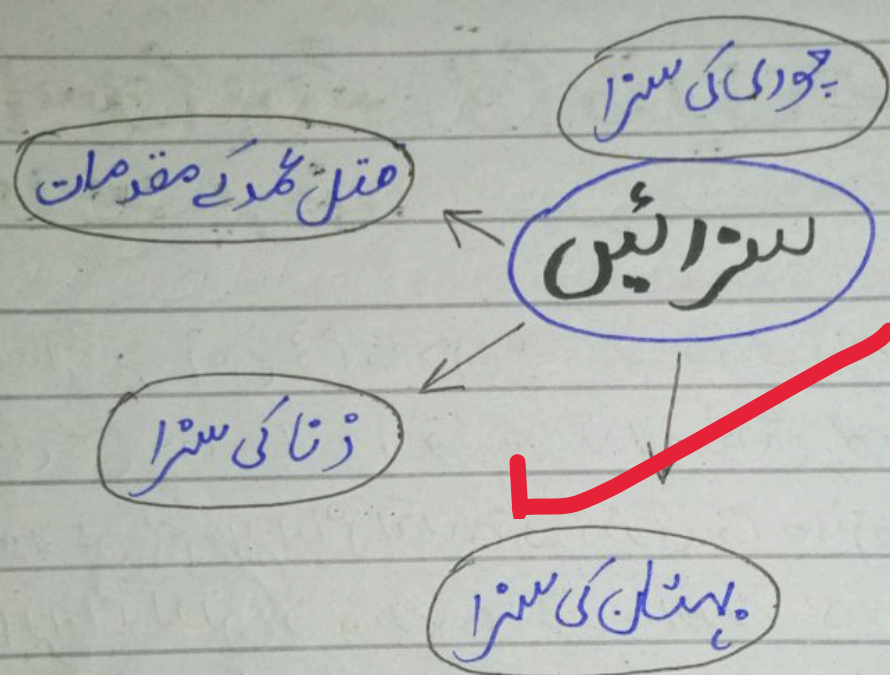 چوری کی سزا
سزائیں
قتل عمد کے مقدمات
زنا کی سزا
بہتان کی سزا